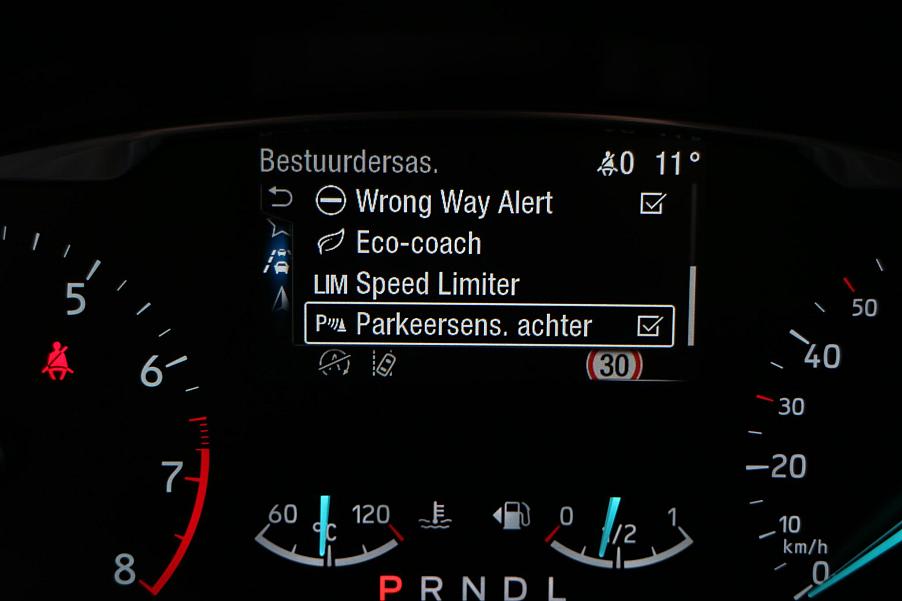 Bestuurdersas. 0 11°
Wrong Way Alert
Eco-coach
LIM Speed Limiter
P Parkeersens. achter
30
5
6
7
8
50
40
30
20
10
km/h
0
60 °C 120
0 1/2 1
P R N D L